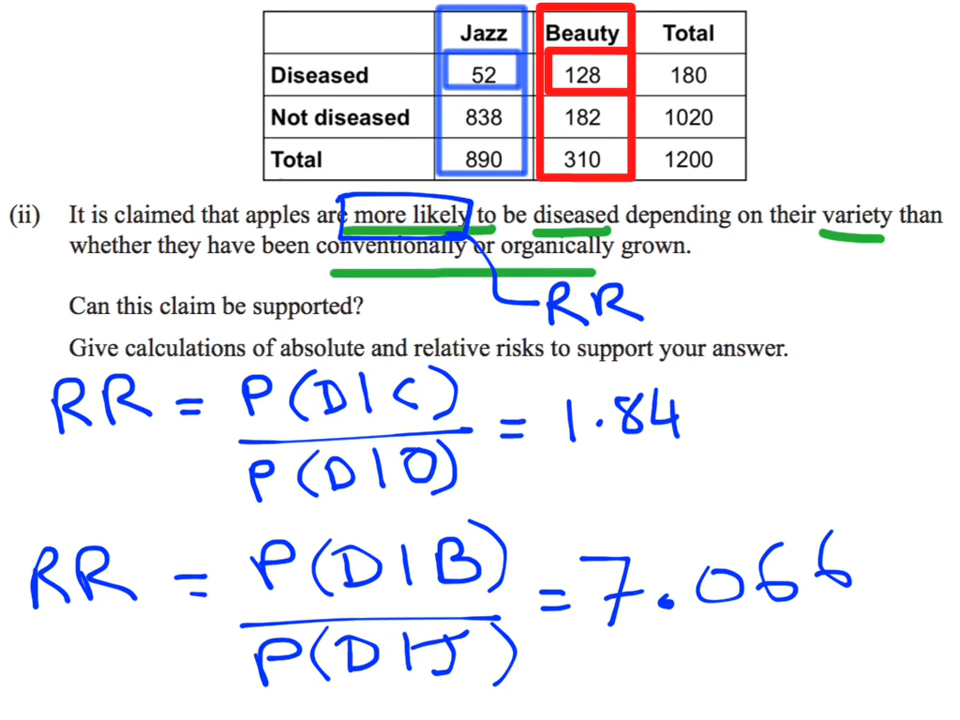 Jazz Beauty Total
Diseased 52 128 180
Not diseased 838 182 1020
Total 890 310 1200
(ii) It is claimed that apples are more likely to be diseased depending on their variety than
whether they have been conventionally or organically grown.
Can this claim be supported?
RR
Give calculations of absolute and relative risks to support your answer.
RR = P(D|C) / P(D|O) = 1.84
RR = P(D|B) / P(D|J) = 7.066